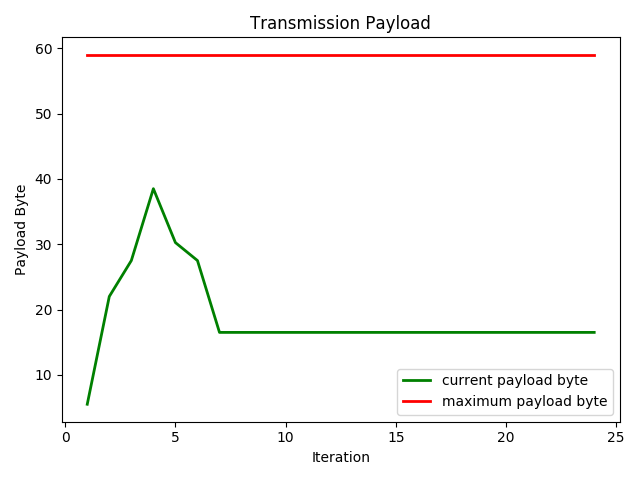 Transmission Payload
60
50
40
30
20
10
Payload Byte
0
5
10
15
20
25
Iteration
current payload byte
maximum payload byte